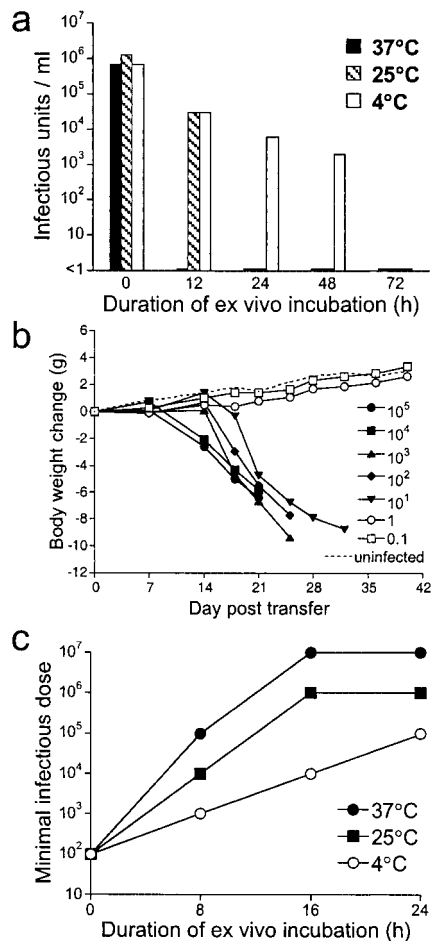 a
Infectious units / ml
10⁷
10⁶
10⁵
10⁴
10³
10²
10¹
<1
37°C
25°C
4°C
0 12 24 48 72
Duration of ex vivo incubation (h)
b
Body weight change (g)
6
4
2
0
-2
-4
-6
-8
-10
-12
10⁵
10⁴
10³
10²
10¹
1
0.1
uninfected
0 7 14 21 28 35 42
Day post transfer
c
Minimal infectious dose
10⁷
10⁶
10⁵
10⁴
10³
10²
10
37°C
25°C
4°C
0 8 16 24
Duration of ex vivo incubation (h)